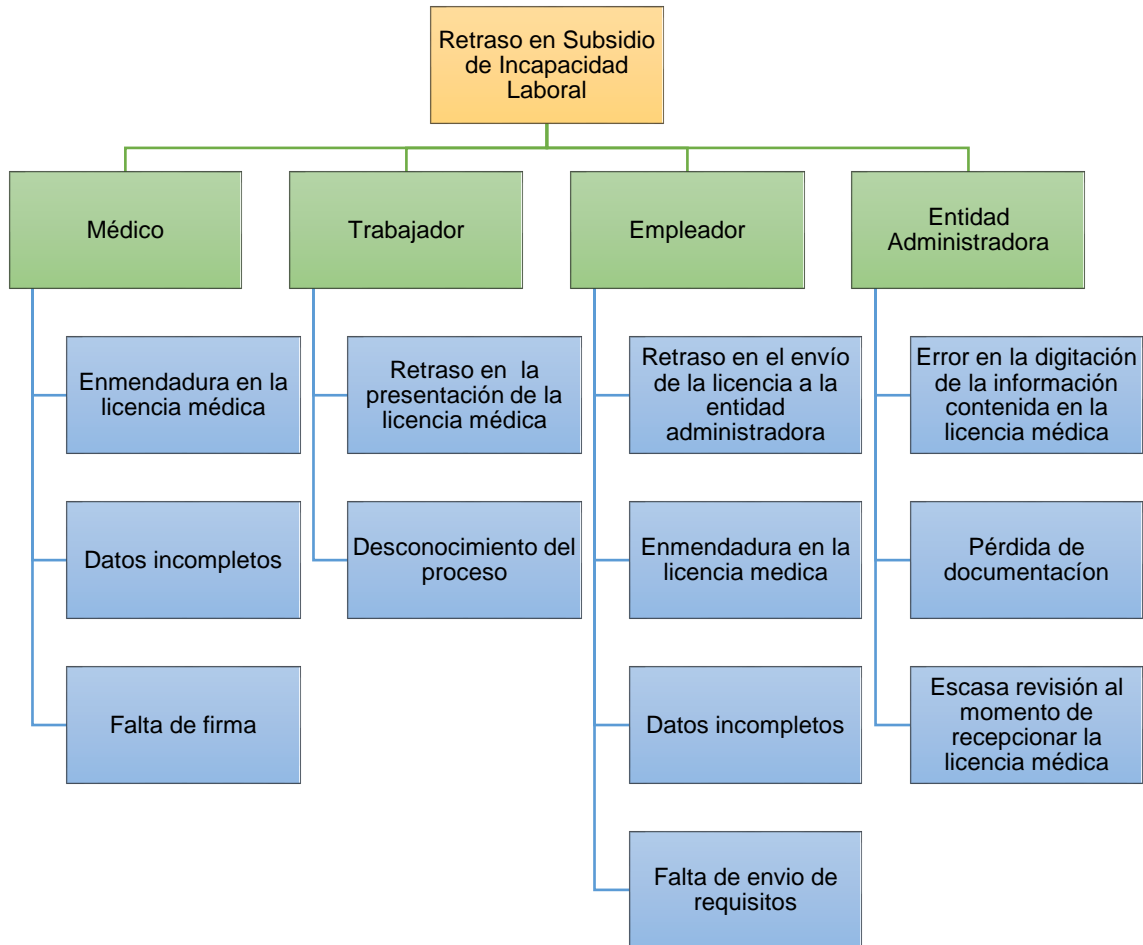 Retraso en Subsidio
de Incapacidad
Laboral
Médico
Trabajador
Empleador
Entidad
Administradora
Enmendadura en la
licencia médica
Datos incompletos
Falta de firma
Retraso en la
presentación de la
licencia médica
Desconocimiento del
proceso
Retraso en el envío
de la licencia a la
entidad
administradora
Enmendadura en la
licencia medica
Datos incompletos
Falta de envio de
requisitos
Error en la digitación
de la información
contenida en la
licencia médica
Pérdida de
documentacíon
Escasa revisión al
momento de
recepcionar la
licencia médica